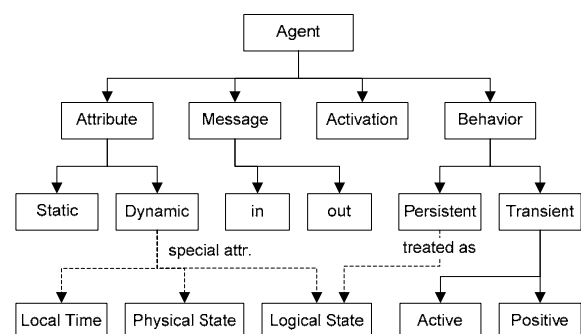 Agent
Attribute Message Activation Behavior
Static Dynamic in out Persistent Transient
special attr. treated as
Local Time Physical State Logical State Active Positive